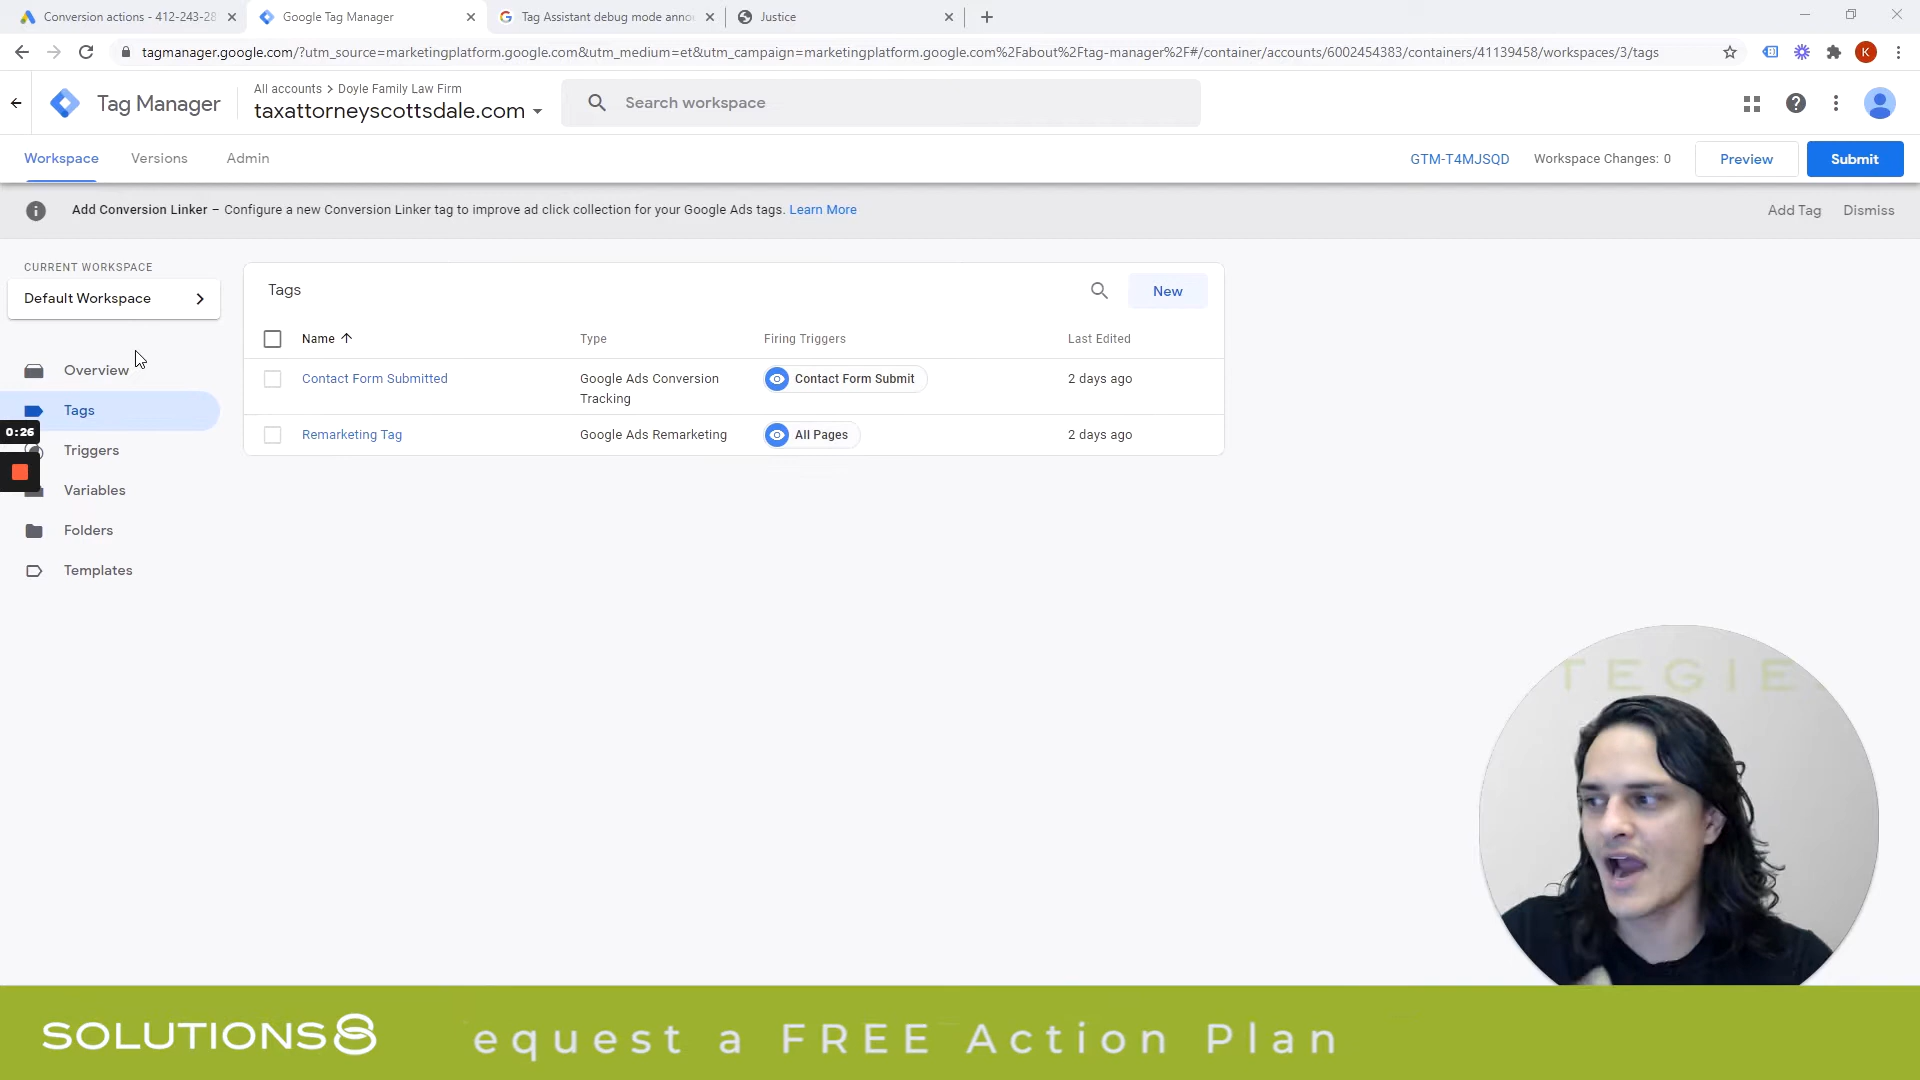 Conversion actions - 412-243-28
Google Tag Manager
Tag Assistant debug mode anno
Justice
tagmanager.google.com/?utm_source=marketingplatform.google.com&utm_medium=et&utm_campaign=marketingplatform.google.com%2Fabout%2Ftag-manager%2F#/container/accounts/6002454383/containers/41139458/workspaces/3/tags
K
Tag Manager
All accounts > Doyle Family Law Firm
taxattorneyscottsdale.com
Search workspace
Workspace
Versions
Admin
GTM-T4MJSQD
Workspace Changes: 0
Preview
Submit
Add Conversion Linker – Configure a new Conversion Linker tag to improve ad click collection for your Google Ads tags. Learn More
Add Tag
Dismiss
CURRENT WORKSPACE
Default Workspace
Overview
Tags
0:26
Triggers
Variables
Folders
Templates
Tags
New
Name
Type
Firing Triggers
Last Edited
Contact Form Submitted
Google Ads Conversion
Tracking
Contact Form Submit
2 days ago
Remarketing Tag
Google Ads Remarketing
All Pages
2 days ago
TEGIE
SOLUTIONS8
equest a FREE Action Plan